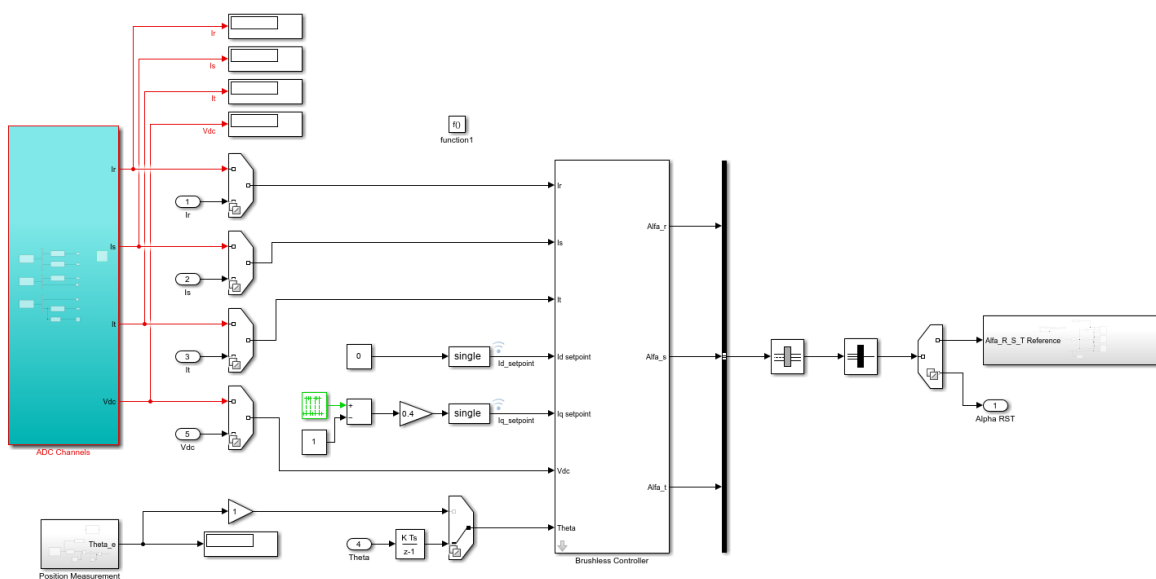 Ir
Is
It
Vdc
f()
function1
Ir
Is
It
Vdc
ADC Channels
1
Ir
2
Is
3
It
5
Vdc
0
single
Id_setpoint
+
−
1
0.4
single
Iq_setpoint
Ir
Is
It
Id setpoint
Iq setpoint
Vdc
Theta
Alfa_r
Alfa_s
Alfa_t
Brushless Controller
Alfa_R_S_T Reference
1
Alpha RST
Theta_e
Position Measurement
1
4
Theta
K Ts
z-1